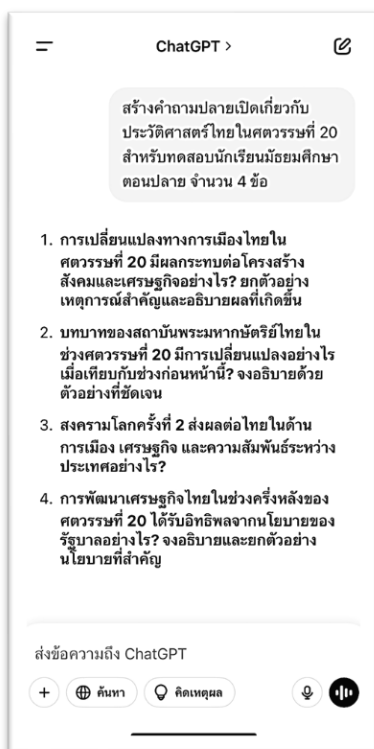 ChatGPT >
สร้างคำถามปลายเปิดเกี่ยวกับ
ประวัติศาสตร์ไทยในศตวรรษที่ 20
สำหรับทดสอบนักเรียนมัธยมศึกษา
ตอนปลาย จำนวน 4 ข้อ
1. การเปลี่ยนแปลงทางการเมืองไทยใน
ศตวรรษที่ 20 มีผลกระทบต่อโครงสร้าง
สังคมและเศรษฐกิจอย่างไร? ยกตัวอย่าง
เหตุการณ์สำคัญและอธิบายผลที่เกิดขึ้น
2. บทบาทของสถาบันพระมหากษัตริย์ไทยใน
ช่วงศตวรรษที่ 20 มีการเปลี่ยนแปลงอย่างไร
เมื่อเทียบกับช่วงก่อนหน้านี้? จงอธิบายด้วย
ตัวอย่างที่ชัดเจน
3. สงครามโลกครั้งที่ 2 ส่งผลต่อไทยในด้าน
การเมือง เศรษฐกิจ และความสัมพันธ์ระหว่าง
ประเทศอย่างไร?
4. การพัฒนาเศรษฐกิจไทยในช่วงครึ่งหลังของ
ศตวรรษที่ 20 ได้รับอิทธิพลจากนโยบายของ
รัฐบาลอย่างไร? จงอธิบายและยกตัวอย่าง
นโยบายที่สำคัญ
ส่งข้อความถึง ChatGPT
ค้นหา คิดเหตุผล